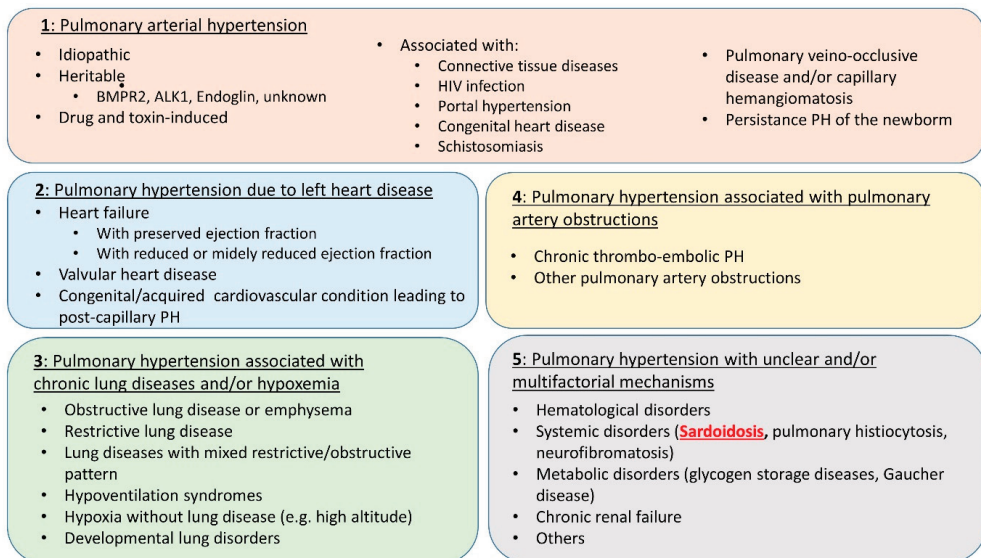 1: Pulmonary arterial hypertension
• Idiopathic
• Heritable
• BMPR2, ALK1, Endoglin, unknown
• Drug and toxin-induced
• Associated with:
• Connective tissue diseases
• HIV infection
• Portal hypertension
• Congenital heart disease
• Schistosomiasis
• Pulmonary veino-occlusive
disease and/or capillary
hemangiomatosis
• Persistance PH of the newborm
2: Pulmonary hypertension due to left heart disease
• Heart failure
• With preserved ejection fraction
• With reduced or midely reduced ejection fraction
• Valvular heart disease
• Congenital/acquired cardiovascular condition leading to
post-capillary PH
4: Pulmonary hypertension associated with pulmonary
artery obstructions
• Chronic thrombo-embolic PH
• Other pulmonary artery obstructions
3: Pulmonary hypertension associated with
chronic lung diseases and/or hypoxemia
• Obstructive lung disease or emphysema
• Restrictive lung disease
• Lung diseases with mixed restrictive/obstructive
pattern
• Hypoventilation syndromes
• Hypoxia without lung disease (e.g. high altitude)
• Developmental lung disorders
5: Pulmonary hypertension with unclear and/or
multifactorial mechanisms
• Hematological disorders
• Systemic disorders (Sardoidosis, pulmonary histiocytosis,
neurofibromatosis)
• Metabolic disorders (glycogen storage diseases, Gaucher
disease)
• Chronic renal failure
• Others